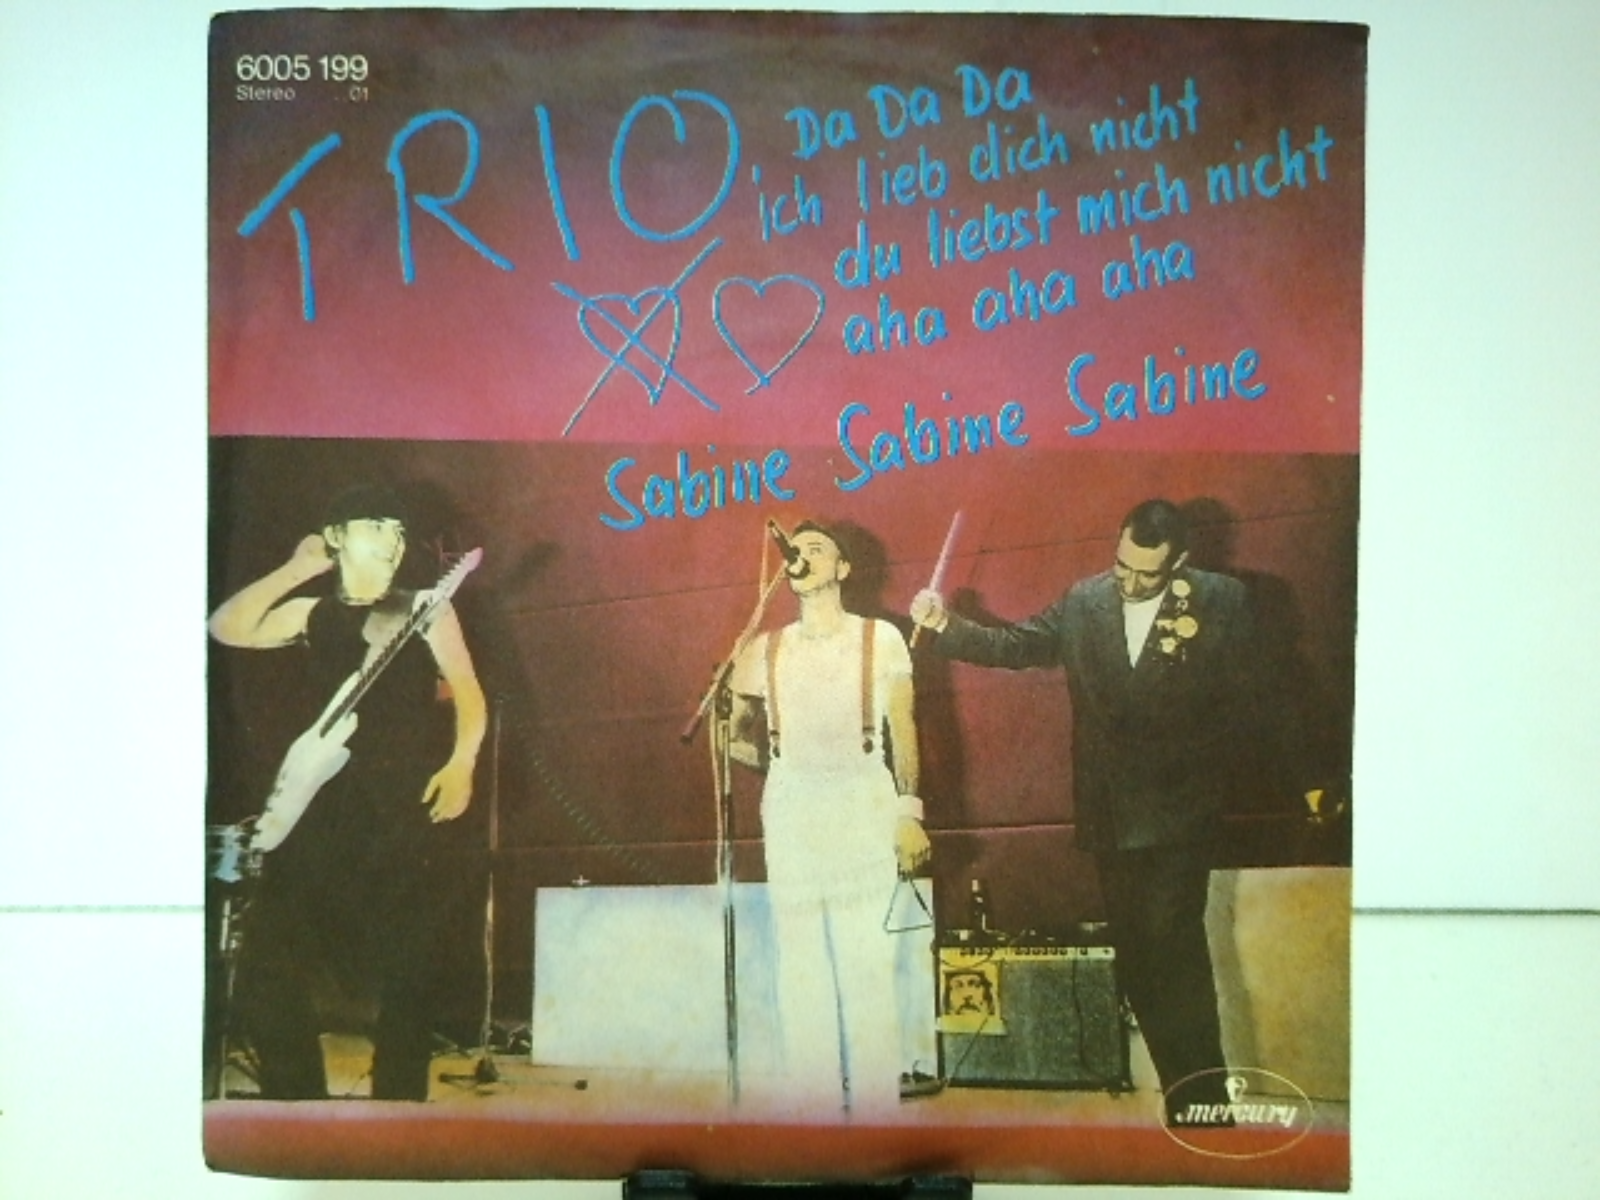 6005 199
Stereo 01
TRIO
Da Da Da
ich lieb dich nicht
du liebst mich nicht
aha aha aha
Sabine Sabine Sabine
mercury